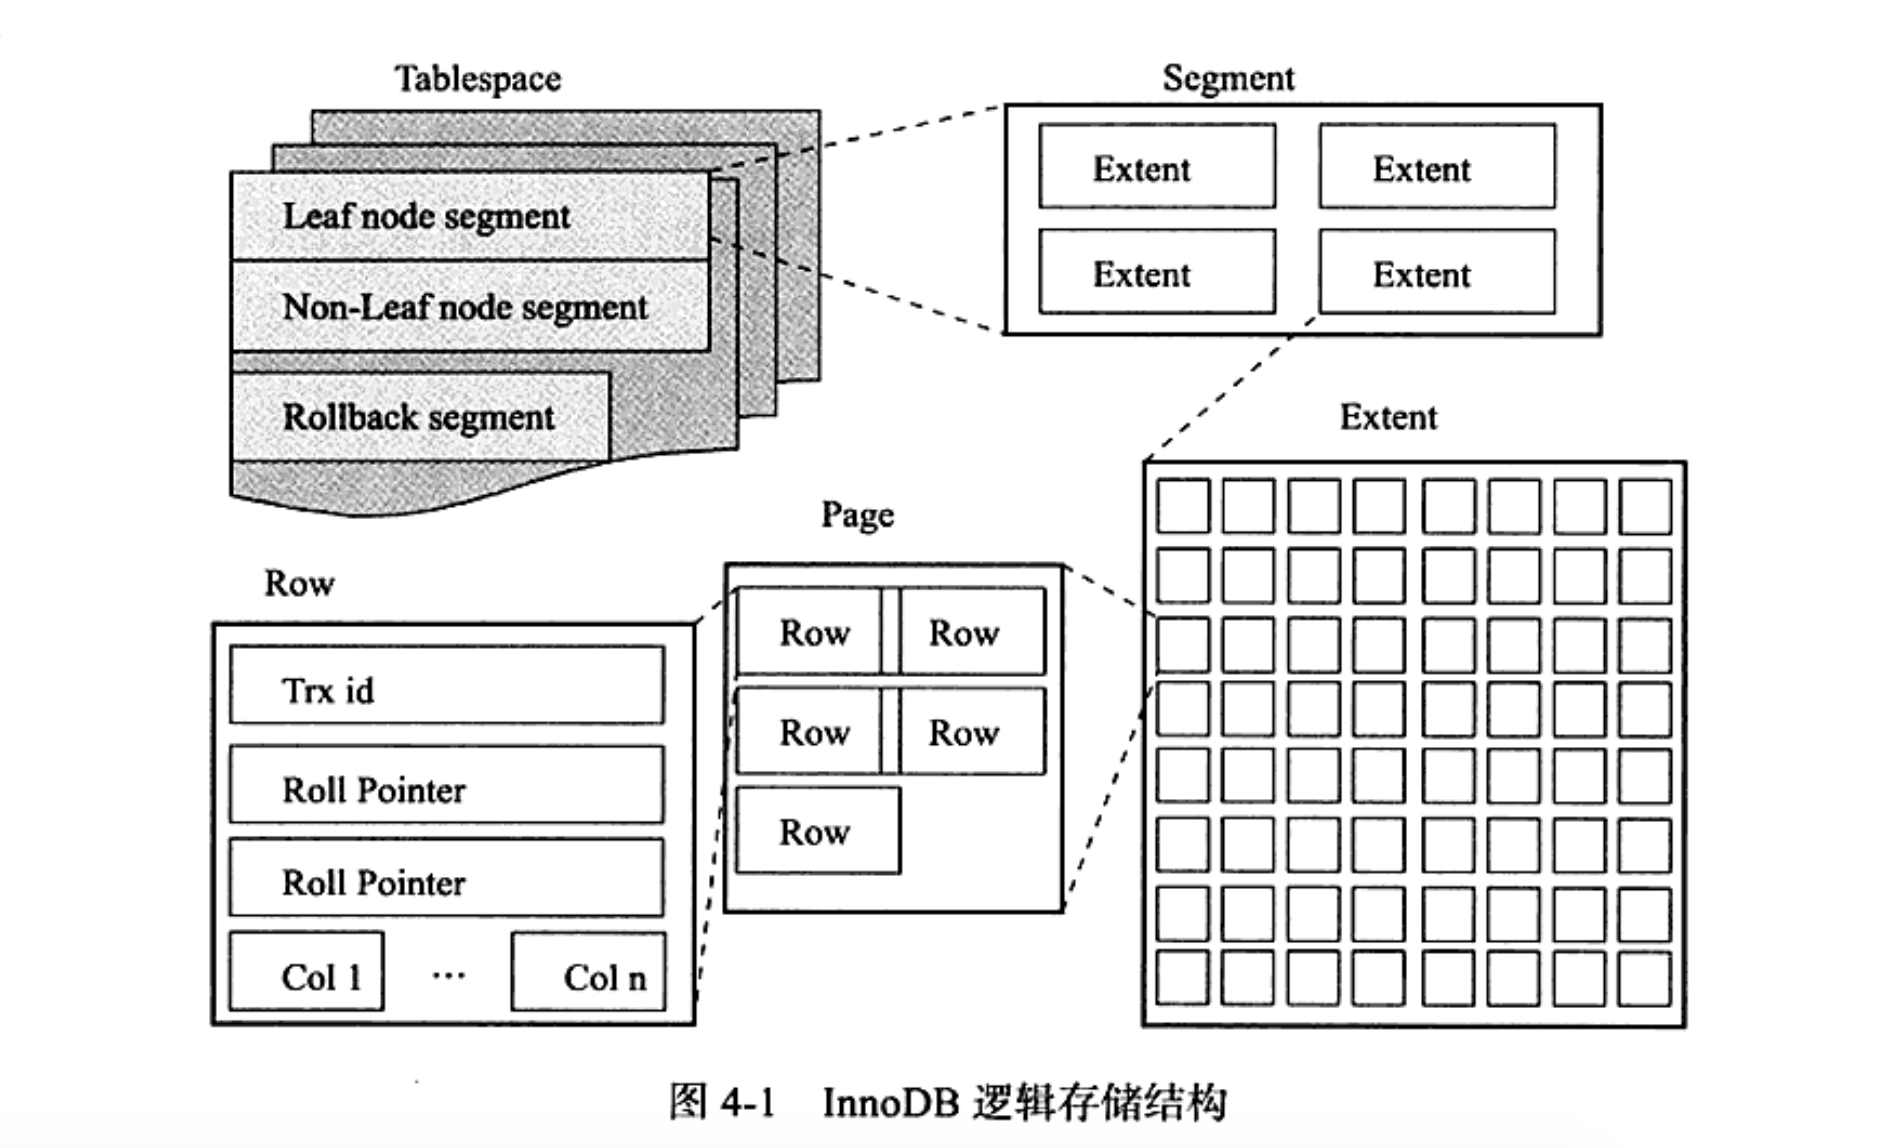 Tablespace
Leaf node segment
Non-Leaf node segment
Rollback segment
Segment
Extent
Extent
Extent
Extent
Extent
Page
Row
Row
Row
Row
Row
Row
Trx id
Roll Pointer
Roll Pointer
Col 1
...
Col n
图 4-1 InnoDB 逻辑存储结构